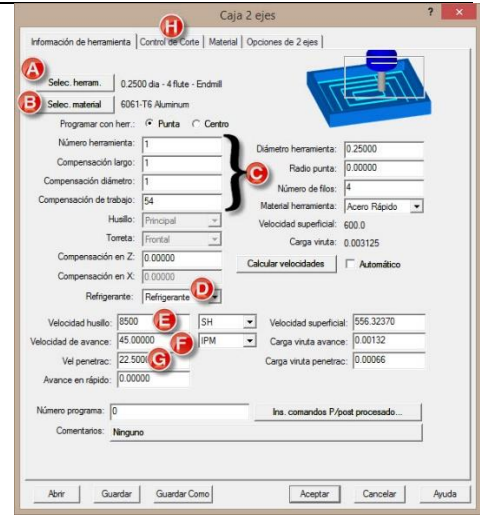 Caja 2 ejes ? ×
H
Información de herramienta Control de Corte Material Opciones de 2 ejes
A
Selec. herram. 0.2500 dia - 4 flute - Endmill
B Selec. material 6061-T6 Aluminum
Programar con herr.: Punta Centro
Número herramienta: 1 Diámetro herramienta: 0.25000
Compensación largo: 1 C Radio punta: 0.00000
Compensación diámetro: 1 Número de filos: 4
Compensación de trabajo: 54 Material herramienta: Acero Rápido
Husillo: Principal Velocidad superficial: 600.0
Torreta: Frontal Carga viruta: 0.003125
Compensación en Z: 0.00000 Calcular velocidades Automático
Compensación en X: 0.00000
Refrigerante: Refrigerante D
Velocidad husillo: 8500 E SH Velocidad superficial: 556.32370
Velocidad de avance: 45.00000 F IPM Carga viruta avance: 0.00132
Vel penetrac: 22.500 G Carga viruta penetrac: 0.00066
Avance en rápido: 0.00000
Número programa: 0 Ins. comandos P/post procesado...
Comentarios: Ninguno
Abrir Guardar Guardar Como Aceptar Cancelar Ayuda